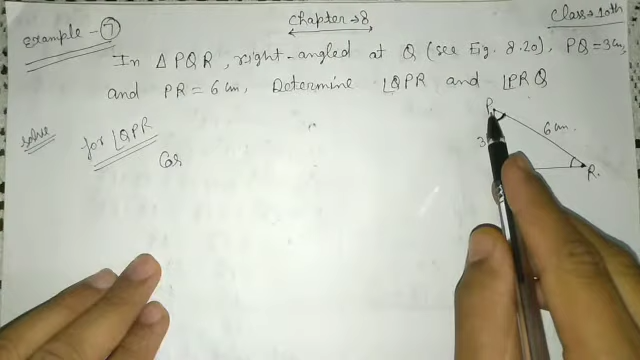 Chapter → 8
Class → 10th
Example - 7
In △ PQR, right-angled at Q (see Fig. 8.20), PQ = 3cm,
and PR = 6 cm, Determine ∠QPR and ∠PRQ
Solve
for ∠QPR
Cos
P
6 cm.
3
R.